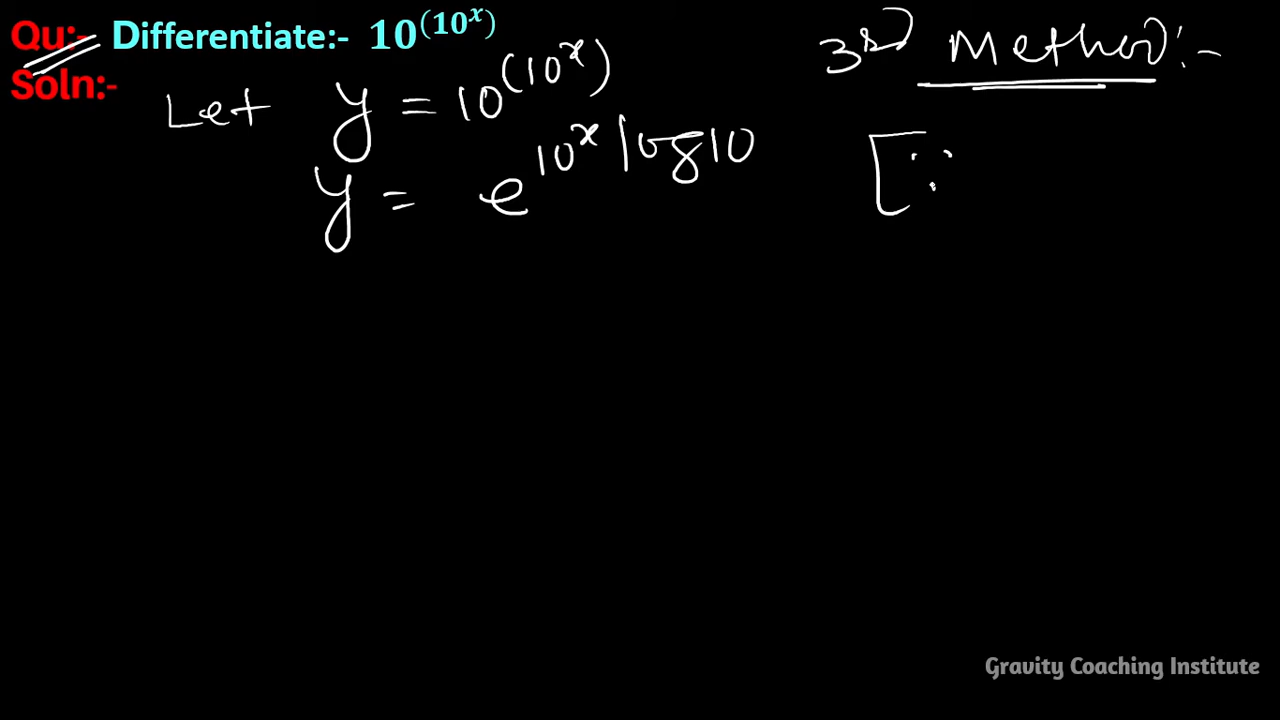 Qu:- Differentiate:- 10^(10^x)
3rd Method:-
Soln:- Let y = 10^(10^x)
y = e^(10^x log10) [∵
Gravity Coaching Institute